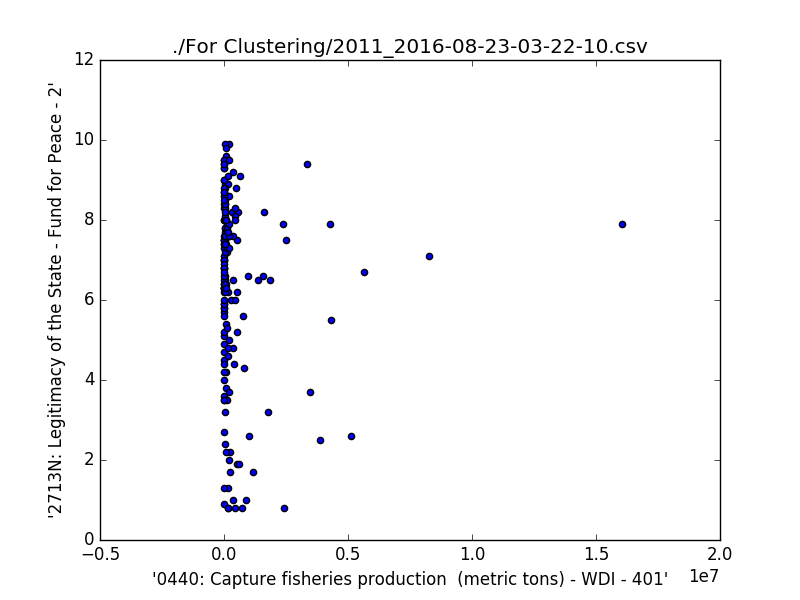 ./For Clustering/2011_2016-08-23-03-22-10.csv
'2713N: Legitimacy of the State - Fund for Peace - 2'
12
10
8
6
4
2
0
−0.5 0.0 0.5 1.0 1.5 2.0
1e7
'0440: Capture fisheries production  (metric tons) - WDI - 401'